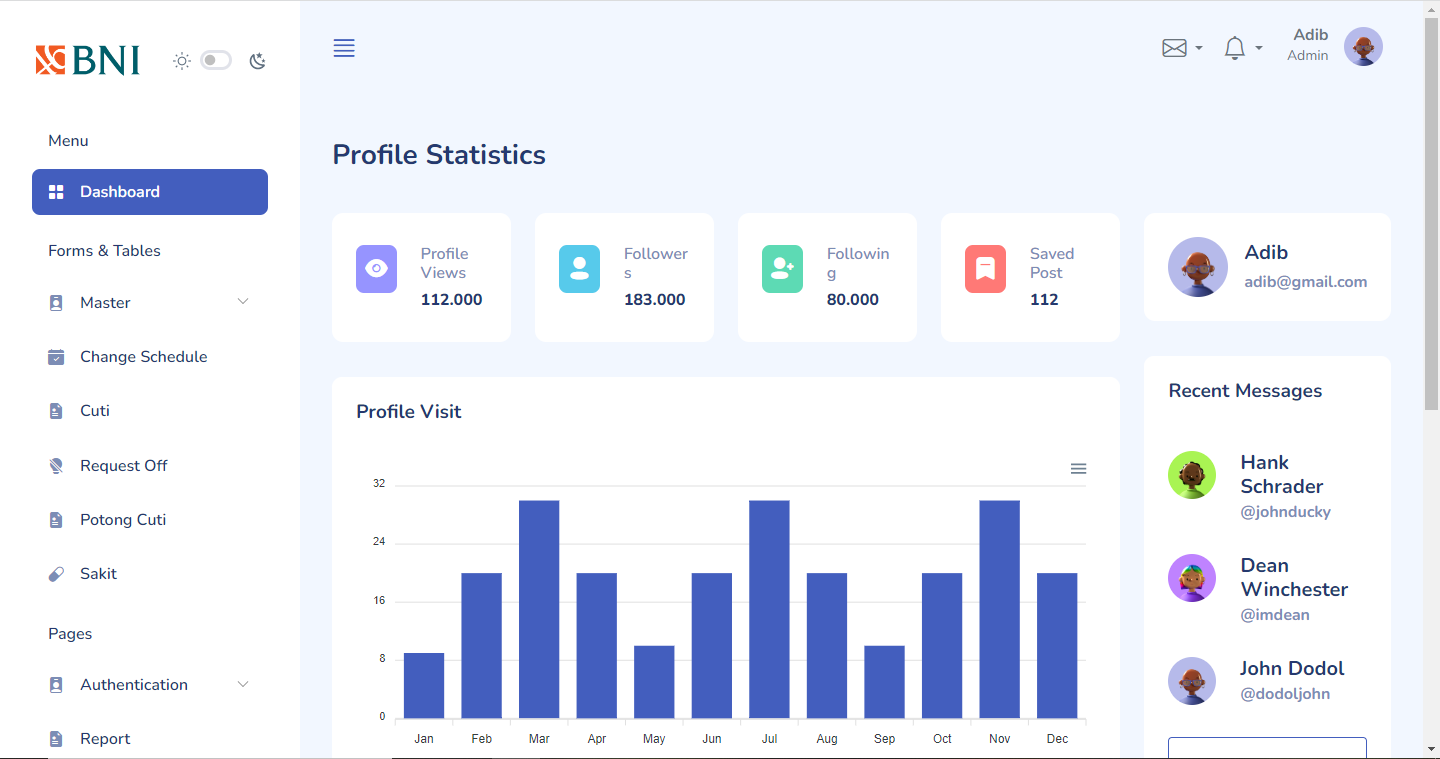 BNI
Adib
Admin
Menu
Dashboard
Forms & Tables
Master
Change Schedule
Cuti
Request Off
Potong Cuti
Sakit
Pages
Authentication
Report
Profile Statistics
Profile
Views
112.000
Follower
s
183.000
Followin
g
80.000
Saved
Post
112
Adib
adib@gmail.com
Profile Visit
32
24
16
8
0
Jan Feb Mar Apr May Jun Jul Aug Sep Oct Nov Dec
Recent Messages
Hank
Schrader
@johnducky
Dean
Winchester
@imdean
John Dodol
@dodoljohn